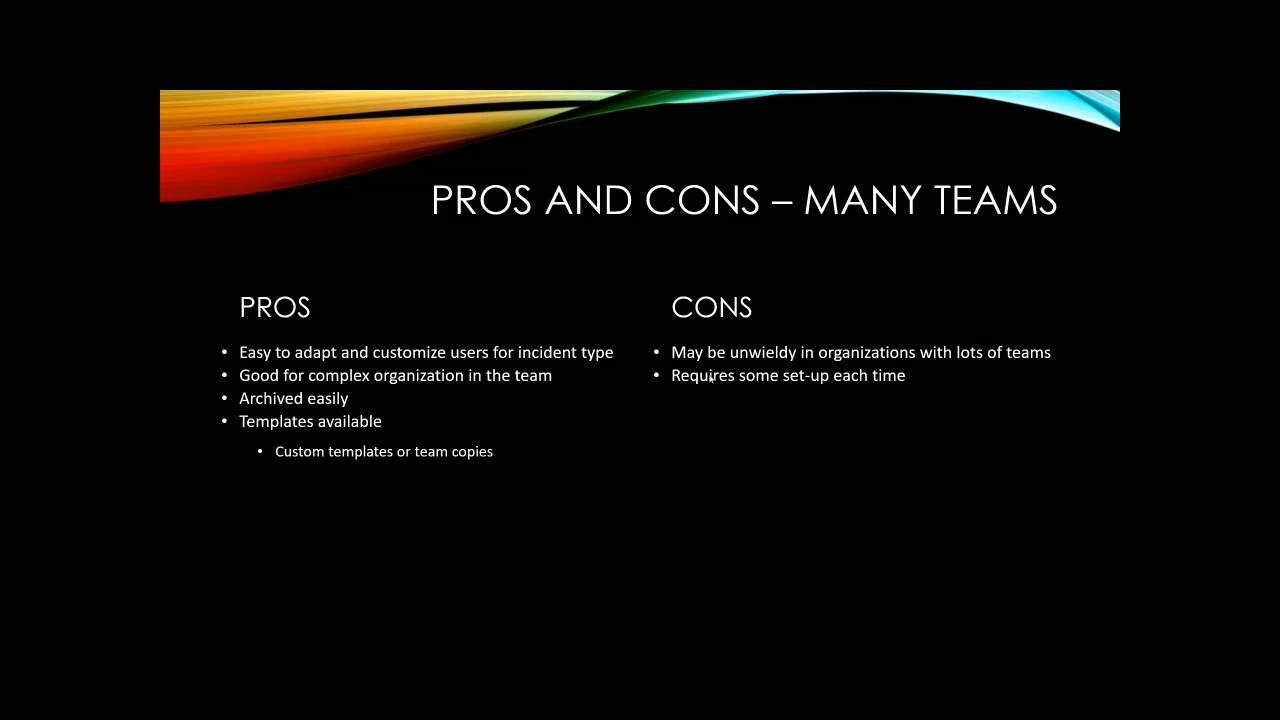 PROS AND CONS – MANY TEAMS
PROS
• Easy to adapt and customize users for incident type
• Good for complex organization in the team
• Archived easily
• Templates available
• Custom templates or team copies
CONS
• May be unwieldy in organizations with lots of teams
• Requires some set-up each time